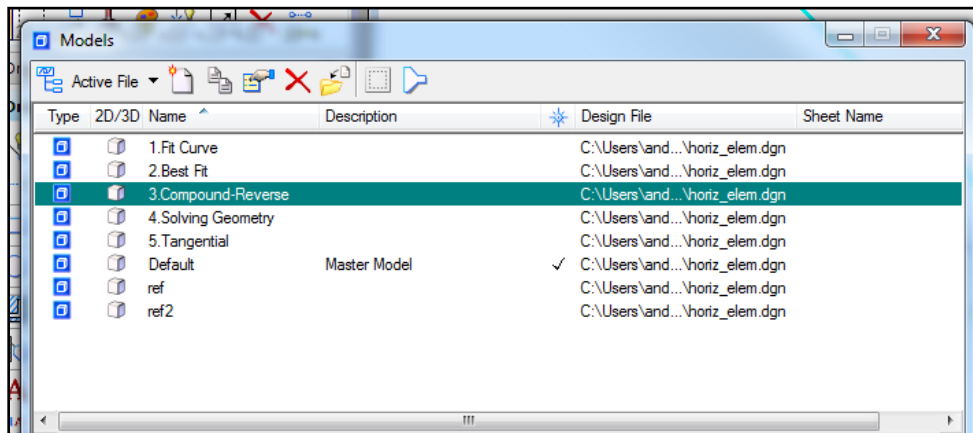 Models
Active File
Type 2D/3D Name Description Design File Sheet Name
1.Fit Curve C:\Users\and...\horiz_elem.dgn
2.Best Fit C:\Users\and...\horiz_elem.dgn
3.Compound-Reverse C:\Users\and...\horiz_elem.dgn
4.Solving Geometry C:\Users\and...\horiz_elem.dgn
5.Tangential C:\Users\and...\horiz_elem.dgn
Default Master Model ✓ C:\Users\and...\horiz_elem.dgn
ref C:\Users\and...\horiz_elem.dgn
ref2 C:\Users\and...\horiz_elem.dgn